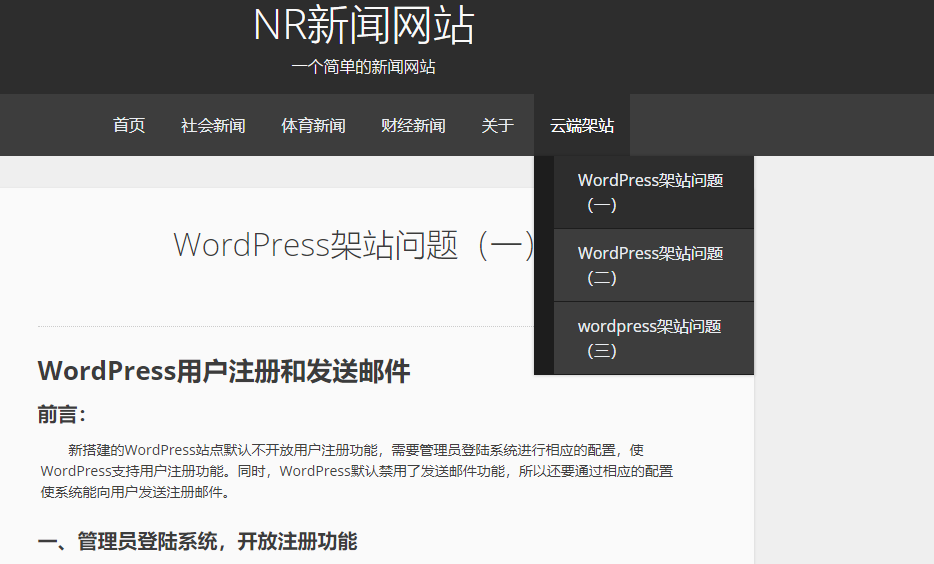 NR新闻网站
一个简单的新闻网站
首页 社会新闻 体育新闻 财经新闻 关于 云端架站
WordPress架站问题
（一）
WordPress架站问题
（二）
wordpress架站问题
（三）
WordPress架站问题（一）
WordPress用户注册和发送邮件
前言：
新搭建的WordPress站点默认不开放用户注册功能，需要管理员登陆系统进行相应的配置，使
WordPress支持用户注册功能。同时，WordPress默认禁用了发送邮件功能，所以还要通过相应的配置
使系统能向用户发送注册邮件。
一、管理员登陆系统，开放注册功能